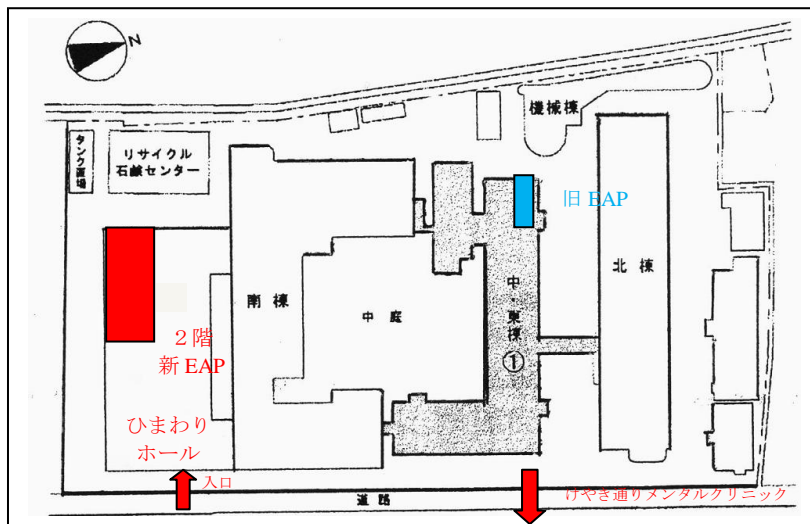 N
機械棟
タンク置場
リサイクル
石鹸センター
旧 EAP
北棟
南棟
中庭
中・東棟
①
２階
新 EAP
ひまわり
ホール
入口
道路
けやき通りメンタルクリニック